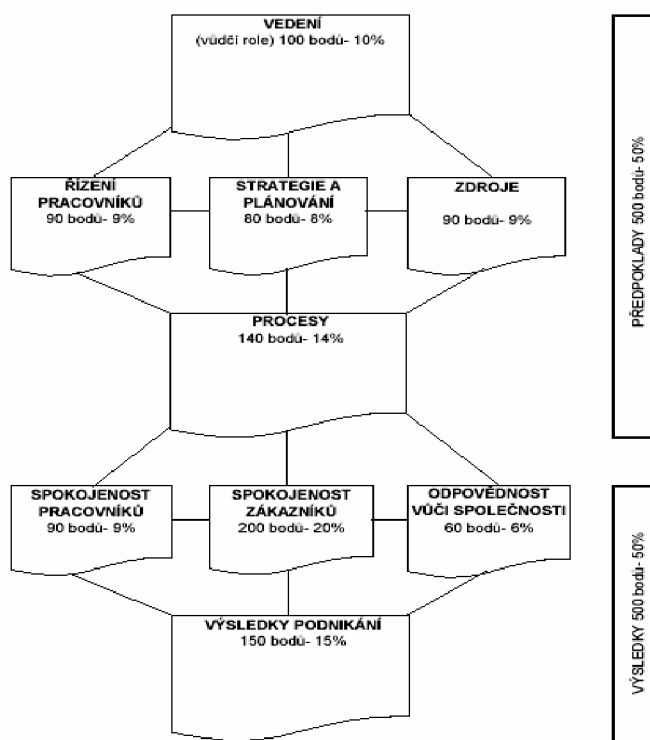 VEDENÍ
(vůdčí role) 100 bodů- 10%
ŘÍZENÍ
PRACOVNÍKŮ
90 bodů- 9%
STRATEGIE A
PLÁNOVÁNÍ
80 bodů- 8%
ZDROJE
90 bodů- 9%
PROCESY
140 bodů- 14%
PŘEDPOKLADY 500 bodů- 50%
SPOKOJENOST
PRACOVNÍKŮ
90 bodů- 9%
SPOKOJENOST
ZÁKAZNÍKŮ
200 bodů- 20%
ODPOVĚDNOST
VŮČI SPOLEČNOSTI
60 bodů- 6%
VÝSLEDKY PODNIKÁNÍ
150 bodů- 15%
VÝSLEDKY 500 bodů- 50%